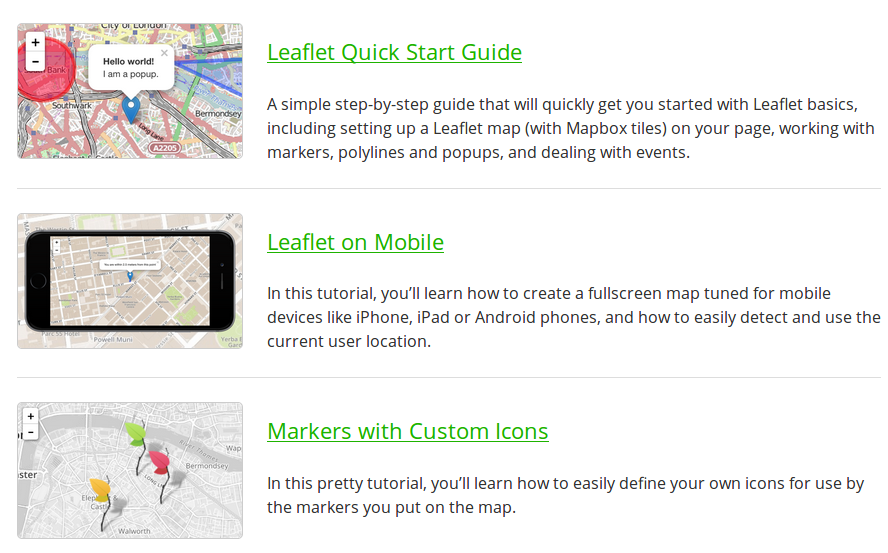 City of London
+
-
South Bank
Hello world!
I am a popup.
×
Southwark
Long Lane
Bermondsey
A2205
Leaflet Quick Start Guide
A simple step-by-step guide that will quickly get you started with Leaflet basics,
including setting up a Leaflet map (with Mapbox tiles) on your page, working with
markers, polylines and popups, and dealing with events.
Powell
Leaflet on Mobile
In this tutorial, you’ll learn how to create a fullscreen map tuned for mobile
devices like iPhone, iPad or Android phones, and how to easily detect and use the
current user location.
+
-
Bermondsey
Walworth
Markers with Custom Icons
In this pretty tutorial, you’ll learn how to easily define your own icons for use by
the markers you put on the map.